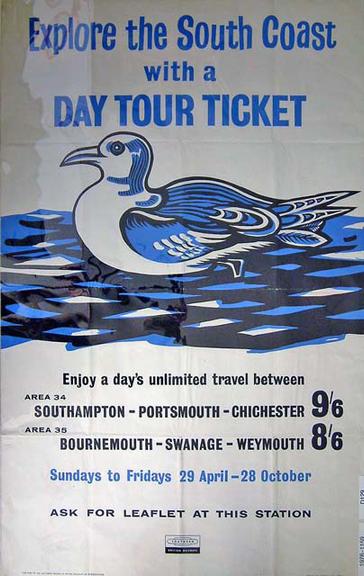 Explore the South Coast
with a
DAY TOUR TICKET
Enjoy a day's unlimited travel between
AREA 34
SOUTHAMPTON - PORTSMOUTH - CHICHESTER 9/6
AREA 35
BOURNEMOUTH - SWANAGE - WEYMOUTH 8/6
Sundays to Fridays 29 April - 28 October
ASK FOR LEAFLET AT THIS STATION
SOUTHERN
BRITISH RAILWAYS